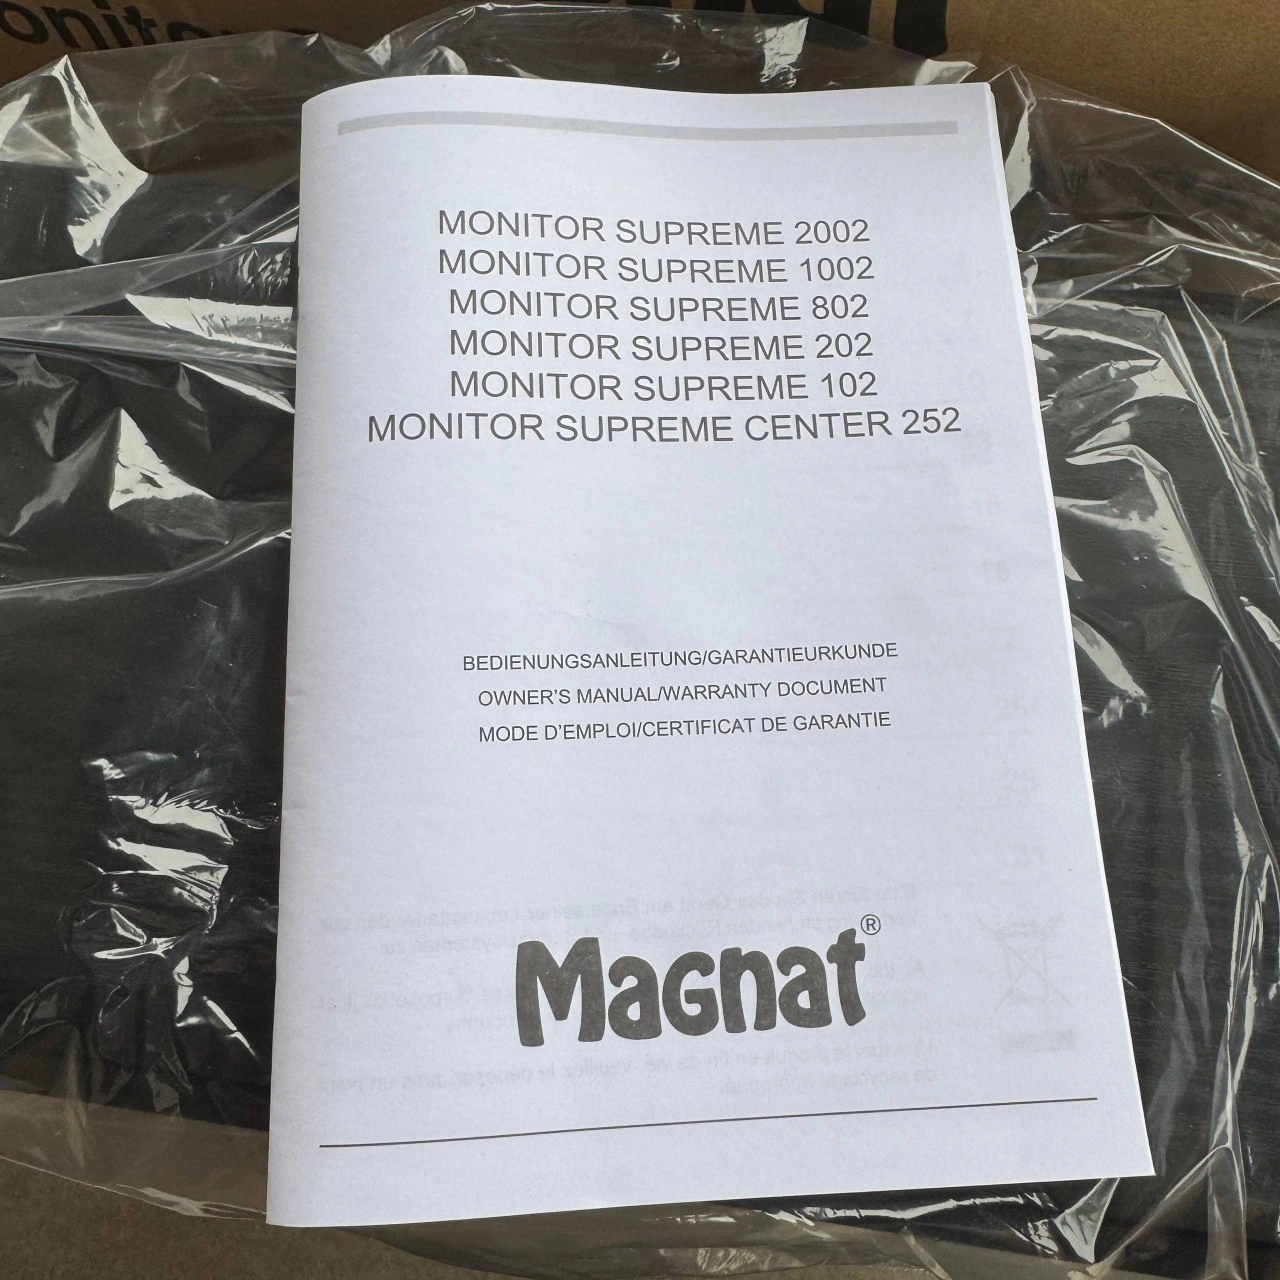 MONITOR SUPREME 2002
MONITOR SUPREME 1002
MONITOR SUPREME 802
MONITOR SUPREME 202
MONITOR SUPREME 102
MONITOR SUPREME CENTER 252
BEDIENUNGSANLEITUNG/GARANTIEURKUNDE
OWNER'S MANUAL/WARRANTY DOCUMENT
MODE D'EMPLOI/CERTIFICAT DE GARANTIE
Magnat®